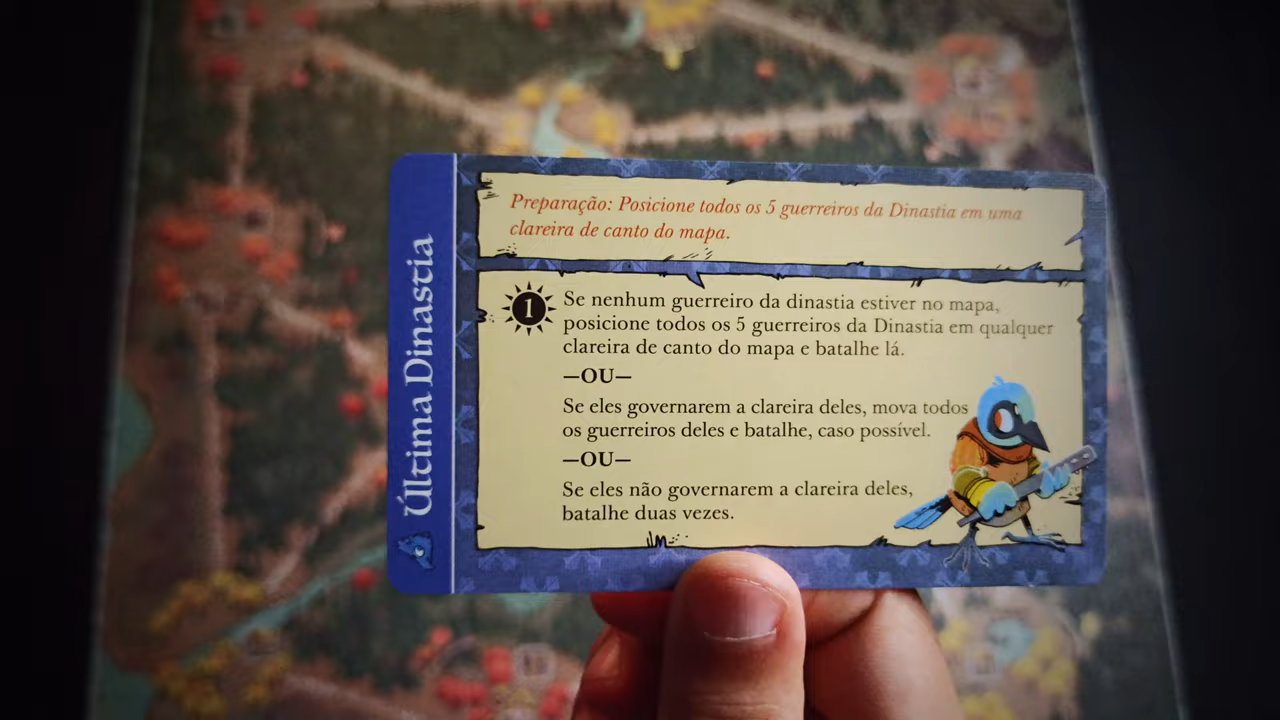 Última Dinastia
Preparação: Posicione todos os 5 guerreiros da Dinastia em uma
clareira de canto do mapa.
1
Se nenhum guerreiro da dinastia estiver no mapa,
posicione todos os 5 guerreiros da Dinastia em qualquer
clareira de canto do mapa e batalhe lá.
—OU—
Se eles governarem a clareira deles, mova todos
os guerreiros deles e batalhe, caso possível.
—OU—
Se eles não governarem a clareira deles,
batalhe duas vezes.